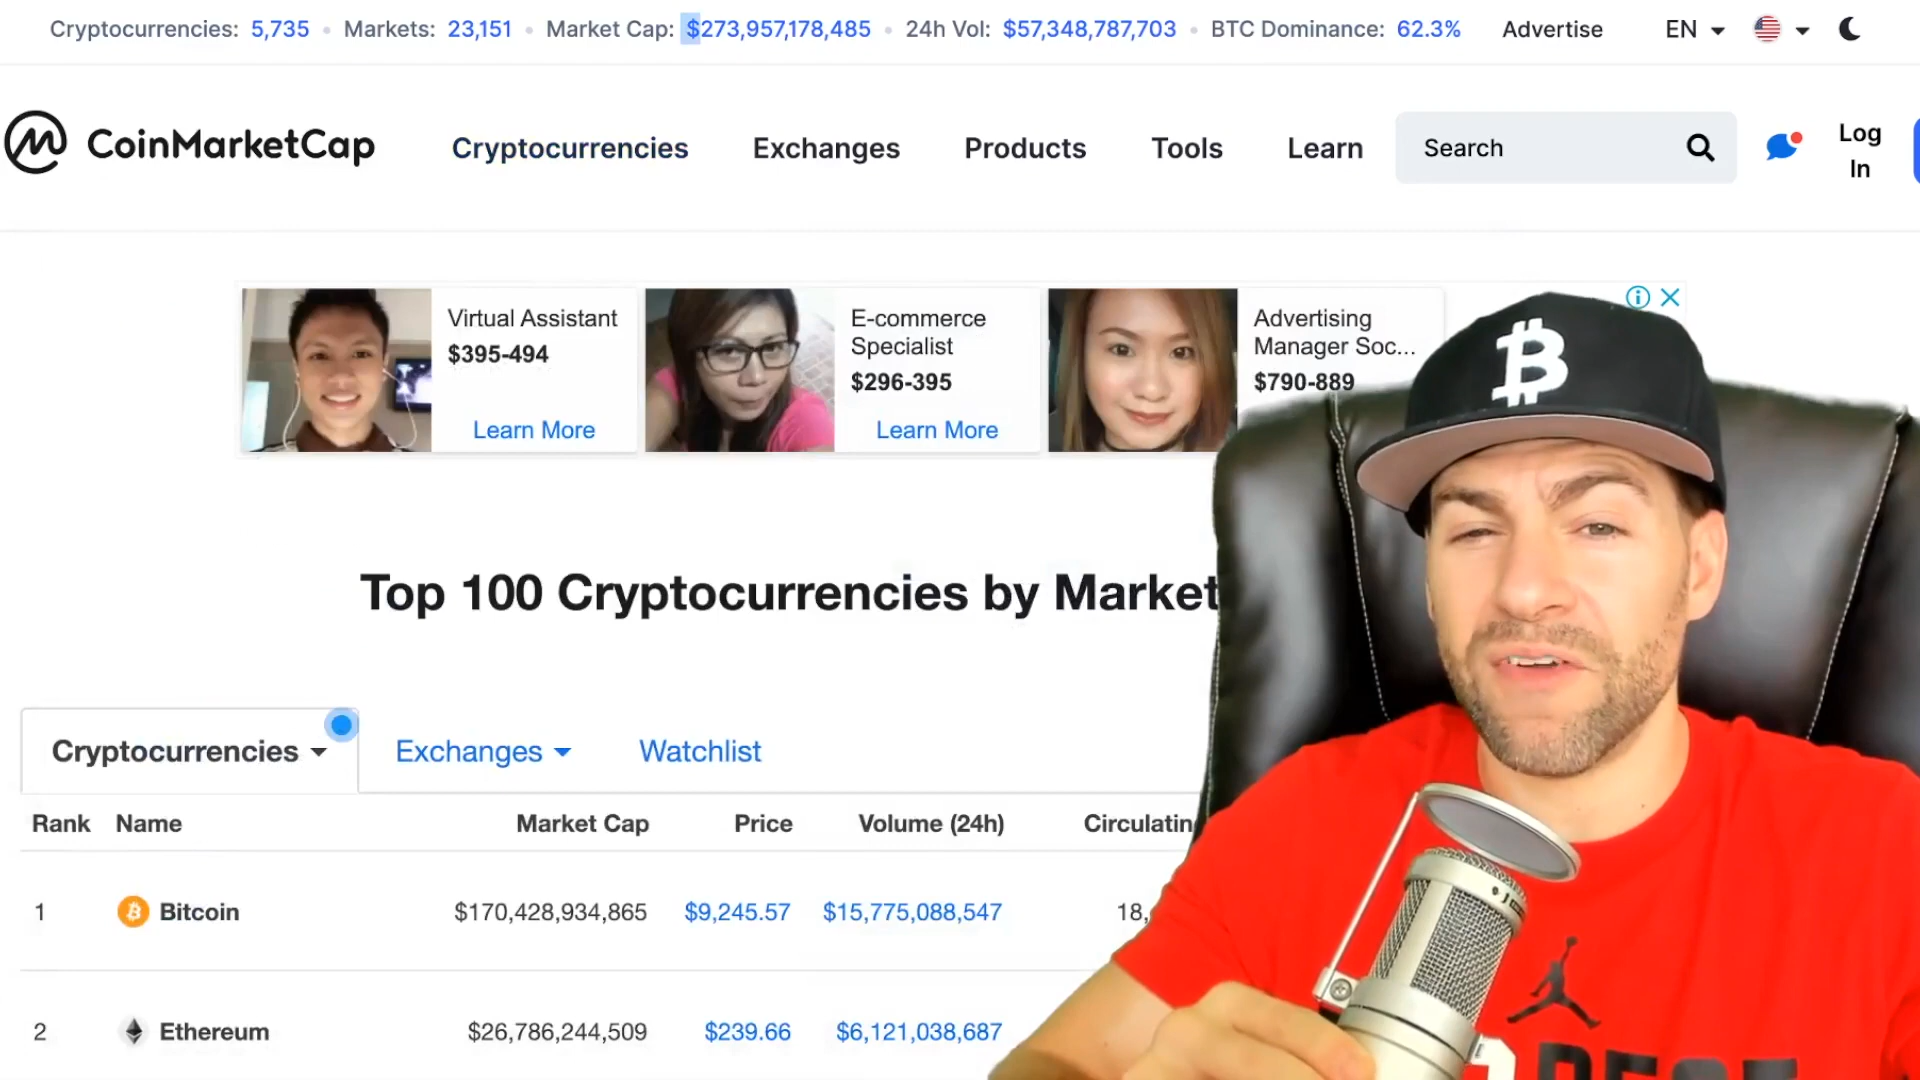 Cryptocurrencies: 5,735 • Markets: 23,151 • Market Cap: $273,957,178,485 • 24h Vol: $57,348,787,703 • BTC Dominance: 62.3% Advertise EN
CoinMarketCap Cryptocurrencies Exchanges Products Tools Learn Search Log In
Virtual Assistant
$395-494
Learn More
E-commerce
Specialist
$296-395
Learn More
Advertising
Manager Soc...
$790-889
Top 100 Cryptocurrencies by Market
Cryptocurrencies Exchanges Watchlist
Rank Name Market Cap Price Volume (24h) Circulatin
1 Bitcoin $170,428,934,865 $9,245.57 $15,775,088,547 18,
2 Ethereum $26,786,244,509 $239.66 $6,121,038,687